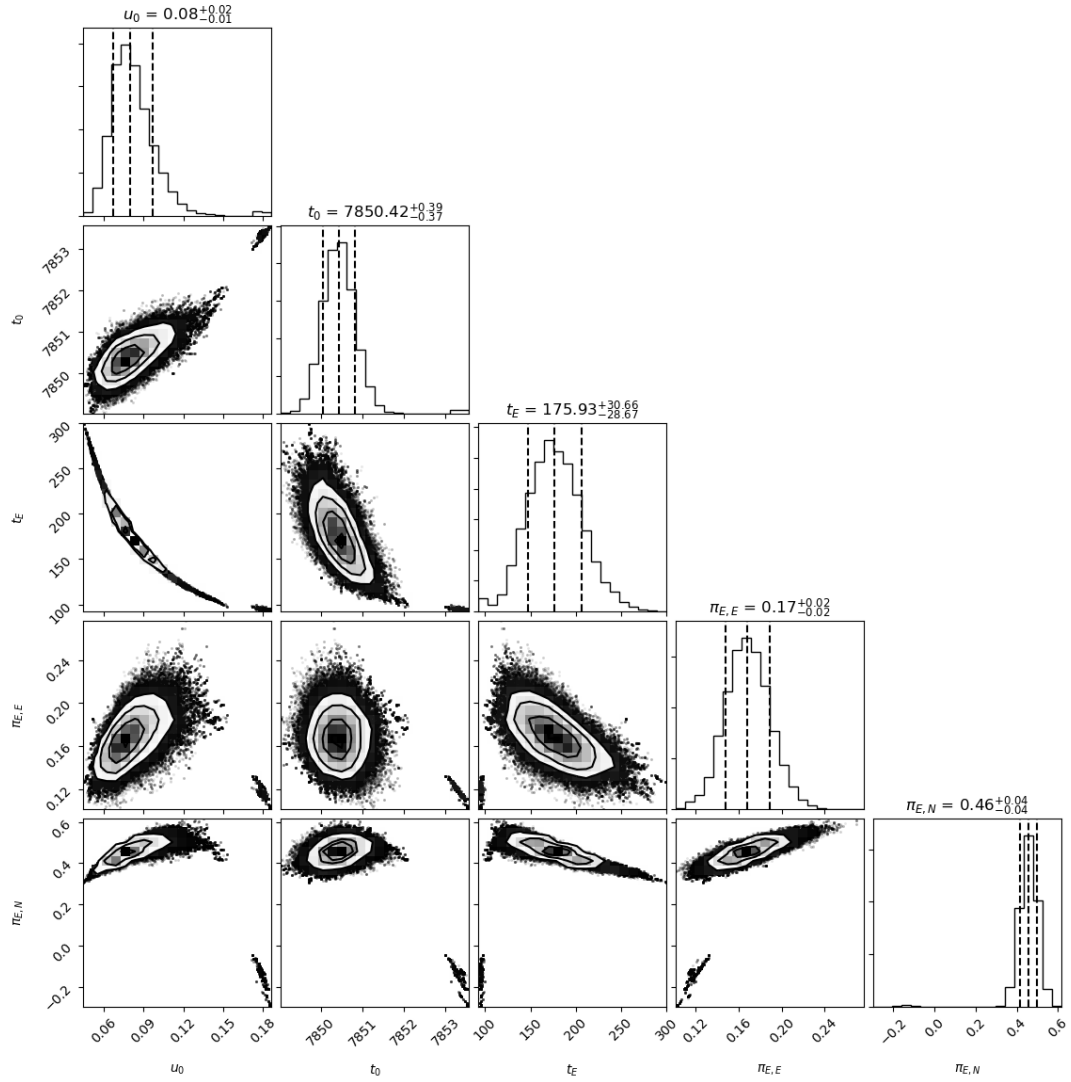 u_0 = 0.08^{+0.02}_{-0.01}
t_0 = 7850.42^{+0.39}_{-0.37}
t_0
7853
7852
7851
7850
t_E = 175.93^{+30.66}_{-28.67}
t_E
300
250
200
150
100
π_{E,E} = 0.17^{+0.02}_{-0.02}
π_{E,E}
0.24
0.20
0.16
0.12
π_{E,N} = 0.46^{+0.04}_{-0.04}
π_{E,N}
0.6
0.4
0.2
0.0
−0.2
0.06 0.09 0.12 0.15 0.18
7850 7851 7852 7853
100 150 200 250 300
0.12 0.16 0.20 0.24
−0.2 0.0 0.2 0.4 0.6
u_0 t_0 t_E π_{E,E} π_{E,N}